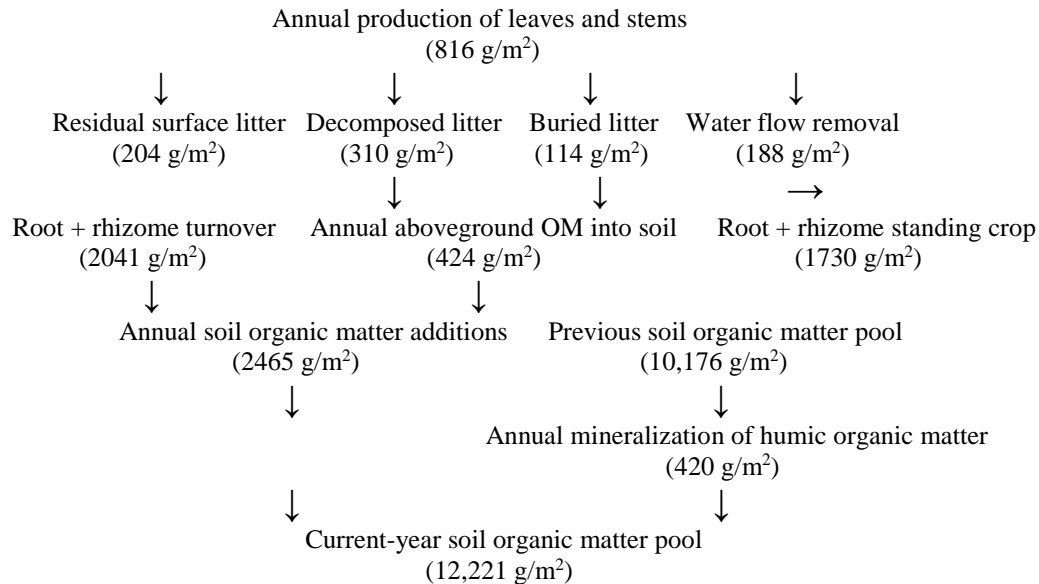 Annual production of leaves and stems
(816 g/m²)
↓ ↓ ↓ ↓
Residual surface litter Decomposed litter Buried litter Water flow removal
(204 g/m²) (310 g/m²) (114 g/m²) (188 g/m²)
↓ ↓ →
Root + rhizome turnover Annual aboveground OM into soil Root + rhizome standing crop
(2041 g/m²) (424 g/m²) (1730 g/m²)
↓ ↓
Annual soil organic matter additions Previous soil organic matter pool
(2465 g/m²) (10,176 g/m²)
↓ ↓
Annual mineralization of humic organic matter
(420 g/m²)
↓ ↓
Current-year soil organic matter pool
(12,221 g/m²)